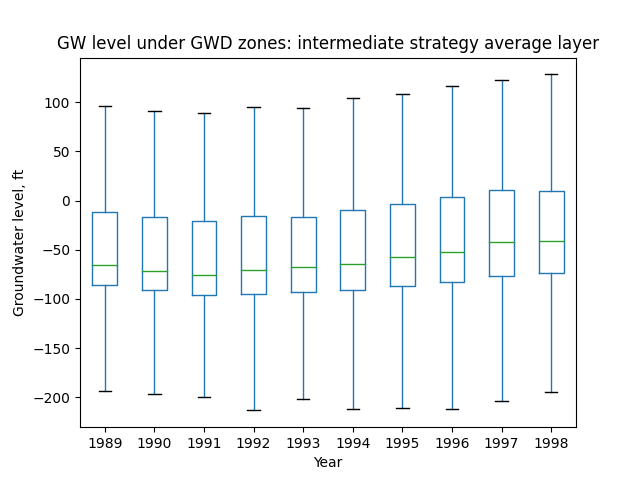 GW level under GWD zones: intermediate strategy average layer
Groundwater level, ft
100
50
0
−50
−100
−150
−200
1989 1990 1991 1992 1993 1994 1995 1996 1997 1998
Year